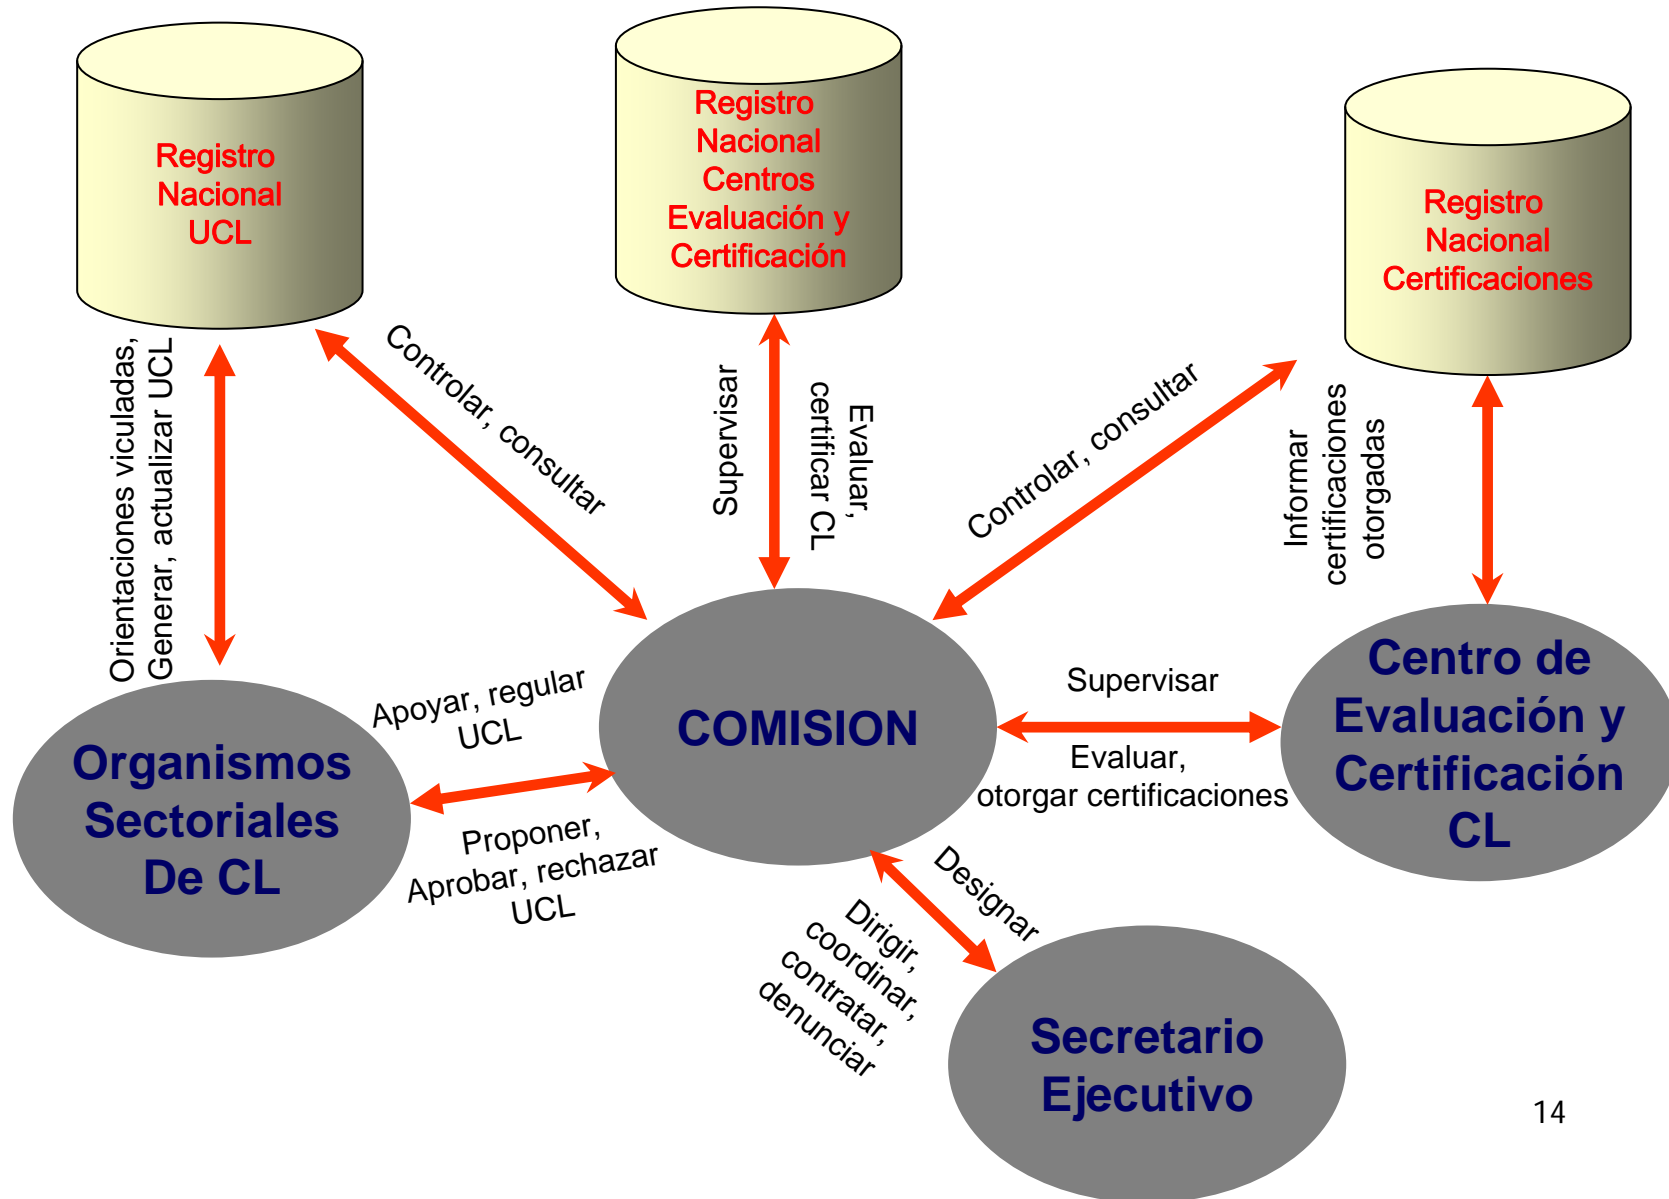 Registro
Nacional
UCL
Registro
Nacional
Centros
Evaluación y
Certificación
Registro
Nacional
Certificaciones
Orientaciones viculadas,
Generar, actualizar UCL
Controlar, consultar
Supervisar
Evaluar,
certificar CL
Controlar, consultar
Informar
certificaciones
otorgadas
Organismos
Sectoriales
De CL
Apoyar, regular
UCL
Proponer,
Aprobar, rechazar
UCL
COMISION
Supervisar
Evaluar,
otorgar certificaciones
Centro de
Evaluación y
Certificación
CL
Designar
Dirigir,
coordinar,
contratar,
denunciar
Secretario
Ejecutivo
14